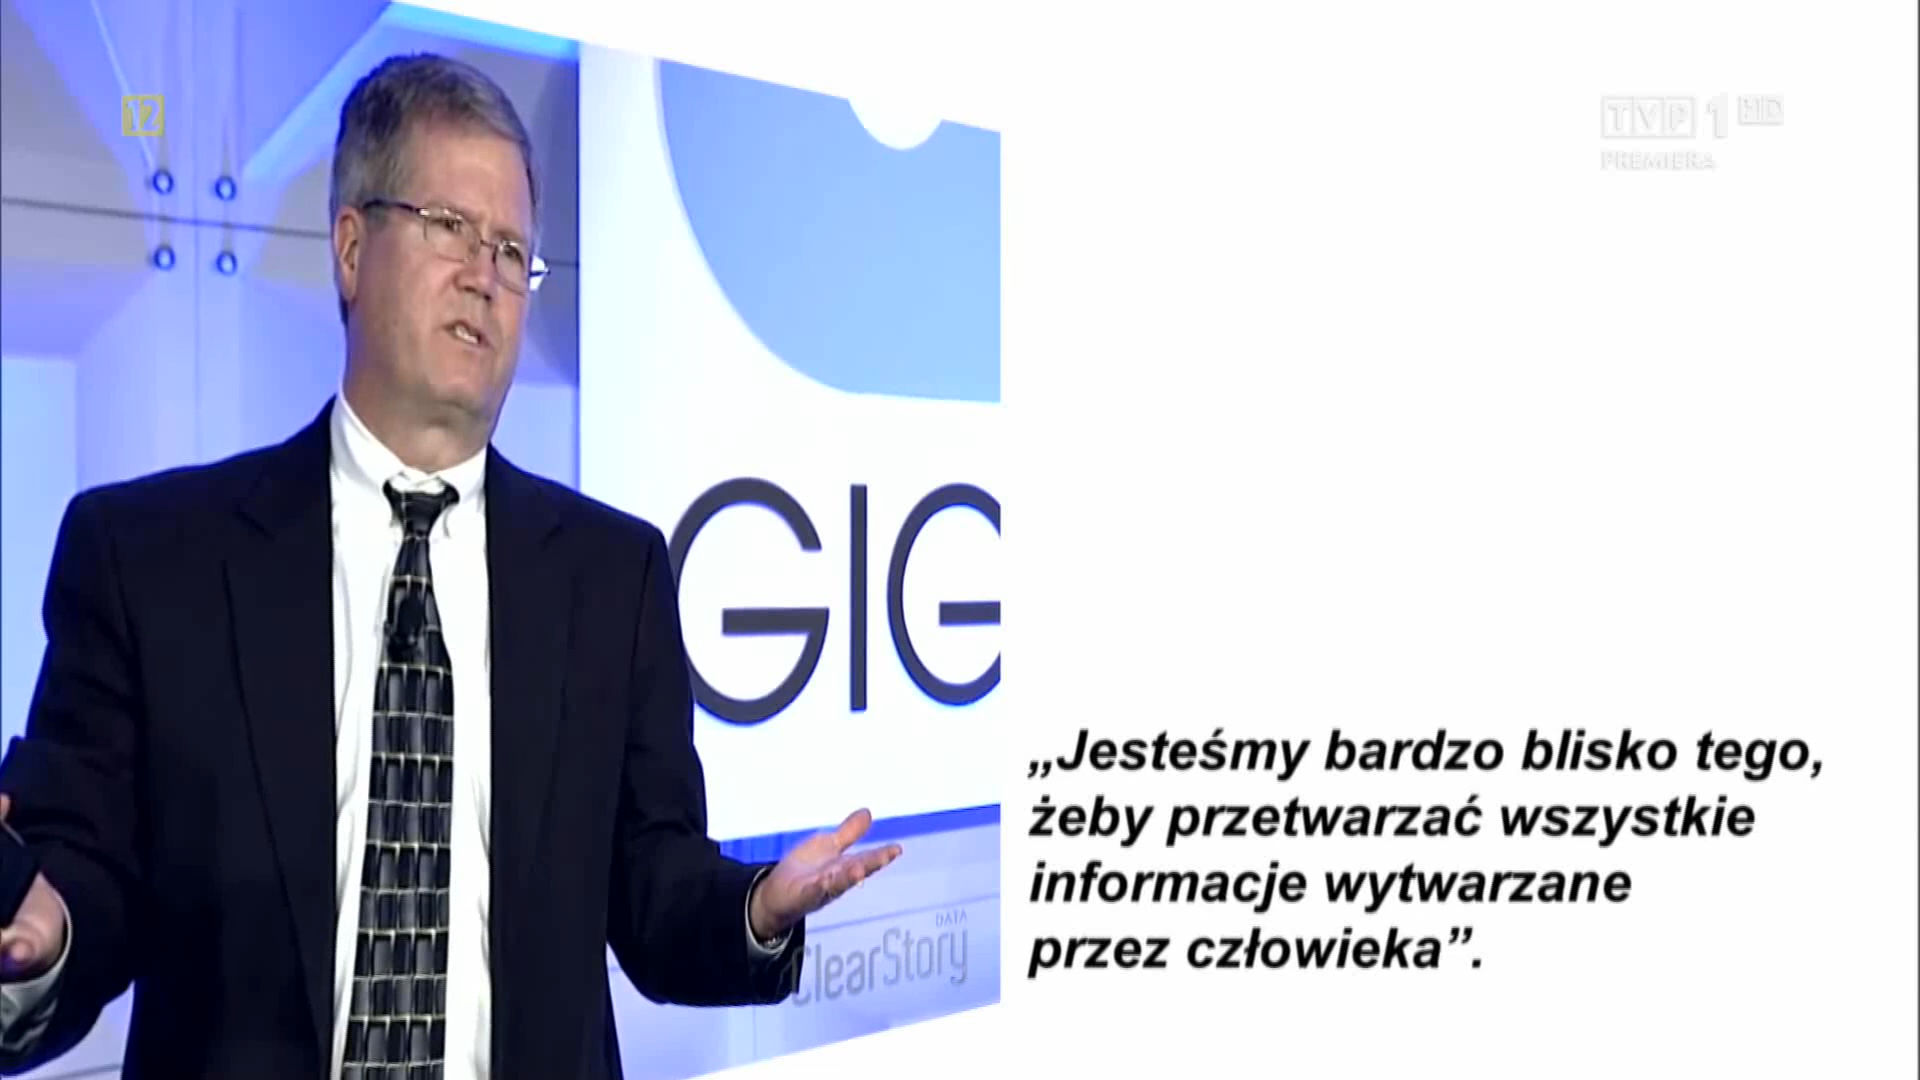 12
TVP 1 HD
PREMIERA
GIG
DATA
ClearStory
„Jesteśmy bardzo blisko tego,
żeby przetwarzać wszystkie
informacje wytwarzane
przez człowieka”.